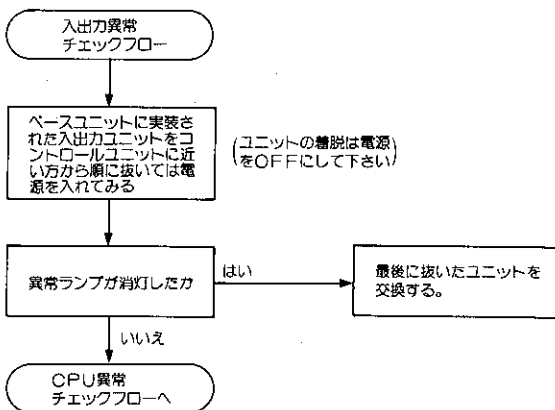 入出力異常
チェックフロー
ベースユニットに実装さ
れた入出力ユニットをコ
ントロールユニットに近
い方から順に抜いては電
源を入れてみる
(ユニットの着脱は電源
をOFFにして下さい)
異常ランプが消灯したか
はい
最後に抜いたユニットを
交換する。
いいえ
CPU異常
チェックフローへ